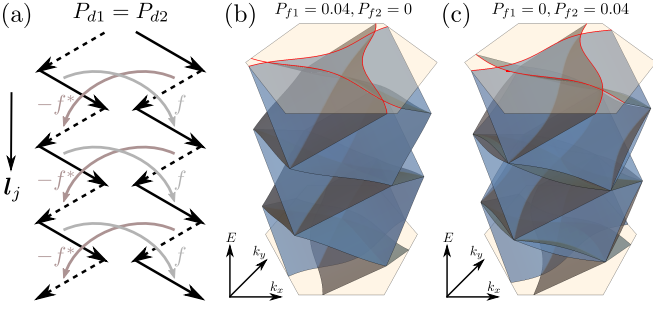 (a)
P_{d1} = P_{d2}
-f*
f
-f*
f
-f*
f
l_j
(b)
P_{f1} = 0.04, P_{f2} = 0
E
k_y
k_x
(c)
P_{f1} = 0, P_{f2} = 0.04
E
k_y
k_x